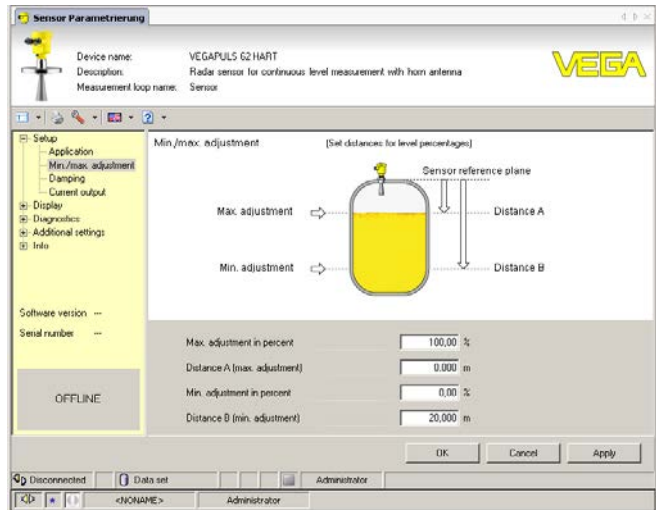 Sensor Parametrierung
Device name: VEGAPULS 62 HART
Description: Radar sensor for continuous level measurement with horn antenna
Measurement loop name: Sensor
VEGA
Setup
Application
Min./max. adjustment
Damping
Current output
Display
Diagnostics
Additional settings
Info
Software version ---
Serial number ---
OFFLINE
Min./max. adjustment (Set distances for level percentages)
Sensor reference plane
Max. adjustment
Distance A
Min. adjustment
Distance B
Max. adjustment in percent 100,00 %
Distance A (max. adjustment) 0.000 m
Min. adjustment in percent 0,00 %
Distance B (min. adjustment) 20,000 m
OK Cancel Apply
Disconnected Data set Administrator
<NONAME> Administrator